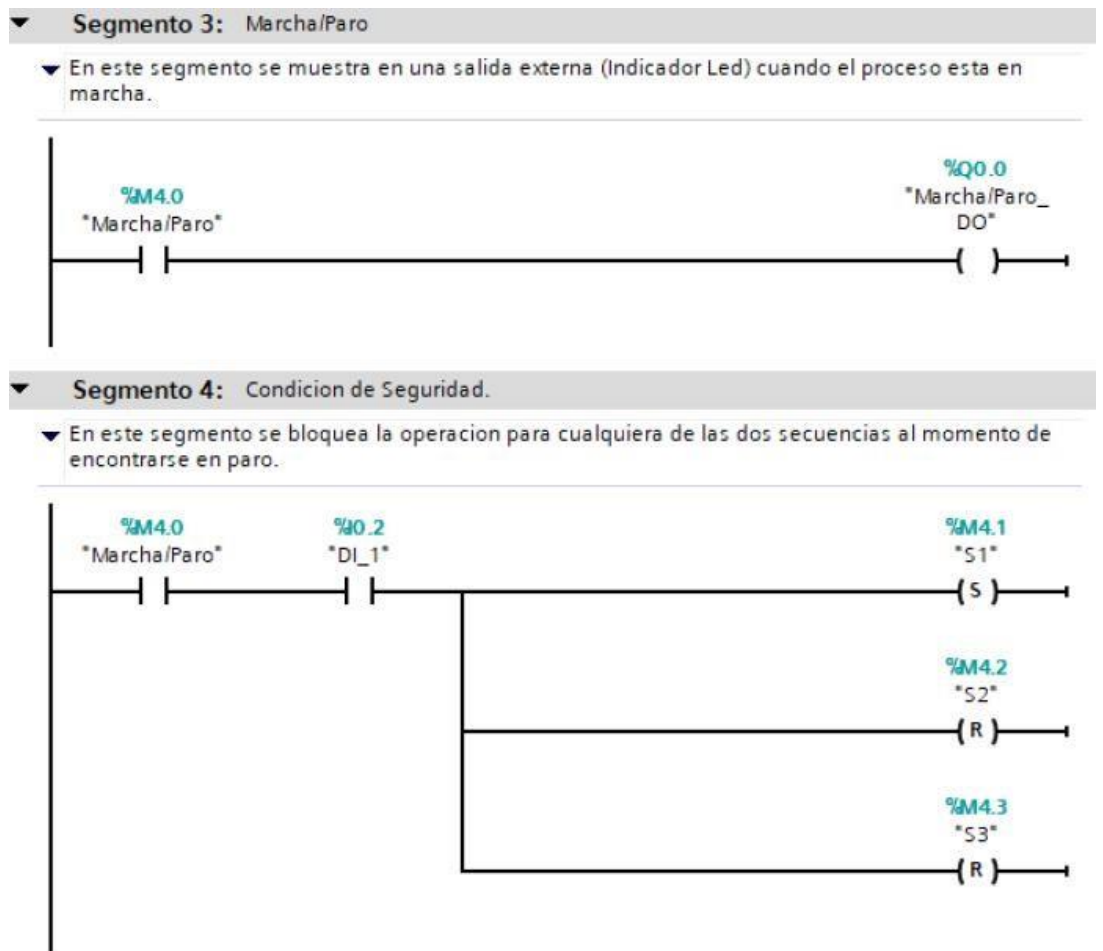 Segmento 3: Marcha/Paro
En este segmento se muestra en una salida externa (Indicador Led) cuando el proceso esta en
marcha.
%M4.0
"Marcha/Paro"
%Q0.0
"Marcha/Paro_
DO"
( )
Segmento 4: Condicion de Seguridad.
En este segmento se bloquea la operacion para cualquiera de las dos secuencias al momento de
encontrarse en paro.
%M4.0
"Marcha/Paro"
%I0.2
"DI_1"
%M4.1
"S1"
( S )
%M4.2
"S2"
( R )
%M4.3
"S3"
( R )